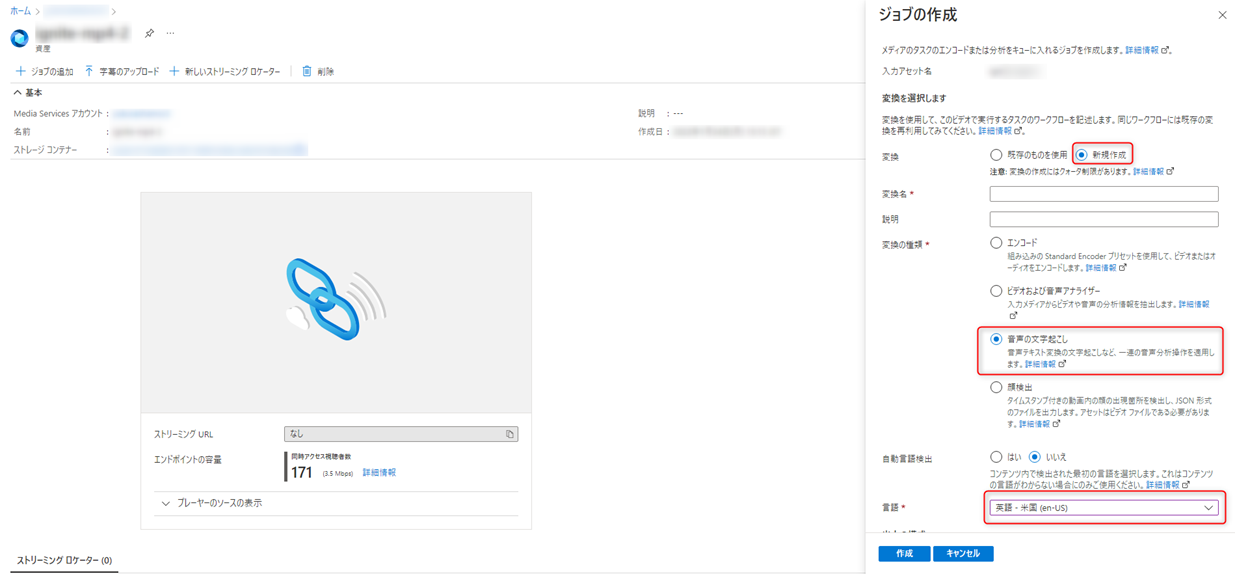 ホーム
資産
ジョブの追加 字幕のアップロード 新しいストリーミング ロケーター 削除
基本
Media Services アカウント :
名前 :
ストレージ コンテナー :
説明 : ---
作成日 :
ストリーミング URL なし
エンドポイントの容量 同時アクセス視聴者数
171 (3.5 Mbps) 詳細情報
プレーヤーのソースの表示
ストリーミング ロケーター (0)
ジョブの作成
メディアのタスクのエンコードまたは分析をキューに入れるジョブを作成します。詳細情報
入力アセット名
変換を選択します
変換を使用して、このビデオで実行するタスクのワークフローを記述します。同じワークフローには既存の変
換を再利用してみてください。詳細情報
変換 既存のものを使用 新規作成
注意: 変換の作成にはクォータ制限があります。詳細情報
変換名 *
説明
変換の種類 * エンコード
組み込みの Standard Encoder プリセットを使用して、ビデオまたはオ
ーディオをエンコードします。詳細情報
ビデオおよび音声アナライザー
入力メディアからビデオや音声の分析情報を抽出します。詳細情報
音声の文字起こし
音声テキスト変換の文字起こしなど、一連の音声分析操作を適用し
ます。詳細情報
顔検出
タイムスタンプ付きの動画内の顔の出現箇所を検出し、JSON 形式
のファイルを出力します。アセットはビデオ ファイルである必要がありま
す。詳細情報
自動言語検出 はい いいえ
コンテンツ内で検出された最初の言語を選択します。これはコンテンツ
の言語がわからない場合にのみご使用ください。詳細情報
言語 * 英語 - 米国 (en-US)
作成 キャンセル